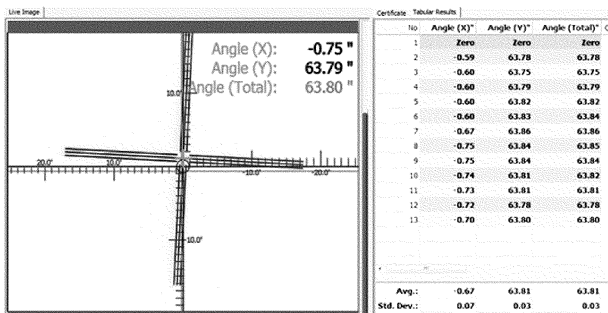 Live Image
Angle (X): -0.75 "
Angle (Y): 63.79 "
Angle (Total): 63.80 "
10.0'
20.0' 10.0' -10.0' -20.0'
10.0'
Certificate Tabular Results
No Angle (X)" Angle (Y)" Angle (Total)"
1 Zero Zero Zero
2 -0.59 63.78 63.78
3 -0.60 63.75 63.75
4 -0.60 63.79 63.79
5 -0.60 63.82 63.82
6 -0.60 63.83 63.84
7 -0.67 63.86 63.86
8 -0.75 63.84 63.85
9 -0.75 63.84 63.84
10 -0.74 63.81 63.82
11 -0.73 63.81 63.81
12 -0.72 63.78 63.78
13 -0.70 63.80 63.80
Avg.: -0.67 63.81 63.81
Std. Dev.: 0.07 0.03 0.03